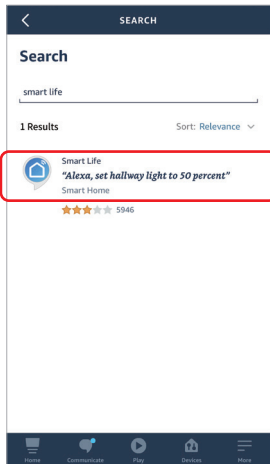 SEARCH
Search
smart life
1 Results Sort: Relevance
Smart Life
"Alexa, set hallway light to 50 percent"
Smart Home
5946
Home Communicate Play Devices More